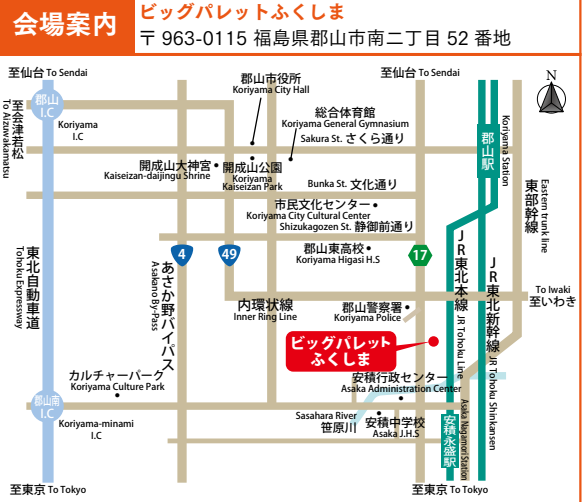 会場案内
ビッグパレットふくしま
〒963-0115 福島県郡山市南二丁目52番地
至仙台 To Sendai
至仙台 To Sendai
N
郡山
I.C
Koriyama
I.C
至会津若松
To Aizuwakamatsu
郡山市役所
Koriyama City Hall
総合体育館
Koriyama General Gymnasium
Sakura St. さくら通り
郡山駅
Koriyama Station
開成山大神宮
Kaiseizan-daijingu Shrine
開成山公園
Koriyama
Kaiseizan Park
Bunka St. 文化通り
Eastern trunk line
東部幹線
市民文化センター
Koriyama City Cultural Center
Shizukagozen St. 静御前通り
東北自動車道
Tohoku Expressway
4
49
17
郡山東高校
Koriyama Higasi H.S
あさか野バイパス
Asakano By-Pass
JR東北本線
JR Tohoku Line
JR東北新幹線
JR Tohoku Shinkansen
To Iwaki
至いわき
内環状線
Inner Ring Line
郡山警察署
Koriyama Police
ビッグパレット
ふくしま
カルチャーパーク
Koriyama Culture Park
安積行政センター
Asaka Administration Center
郡山南
I.C
Koriyama-minami
I.C
Sasahara River
笹原川
安積中学校
Asaka J.H.S
安積永盛駅
Asaka Nagamori Station
至東京 To Tokyo
至東京 To Tokyo